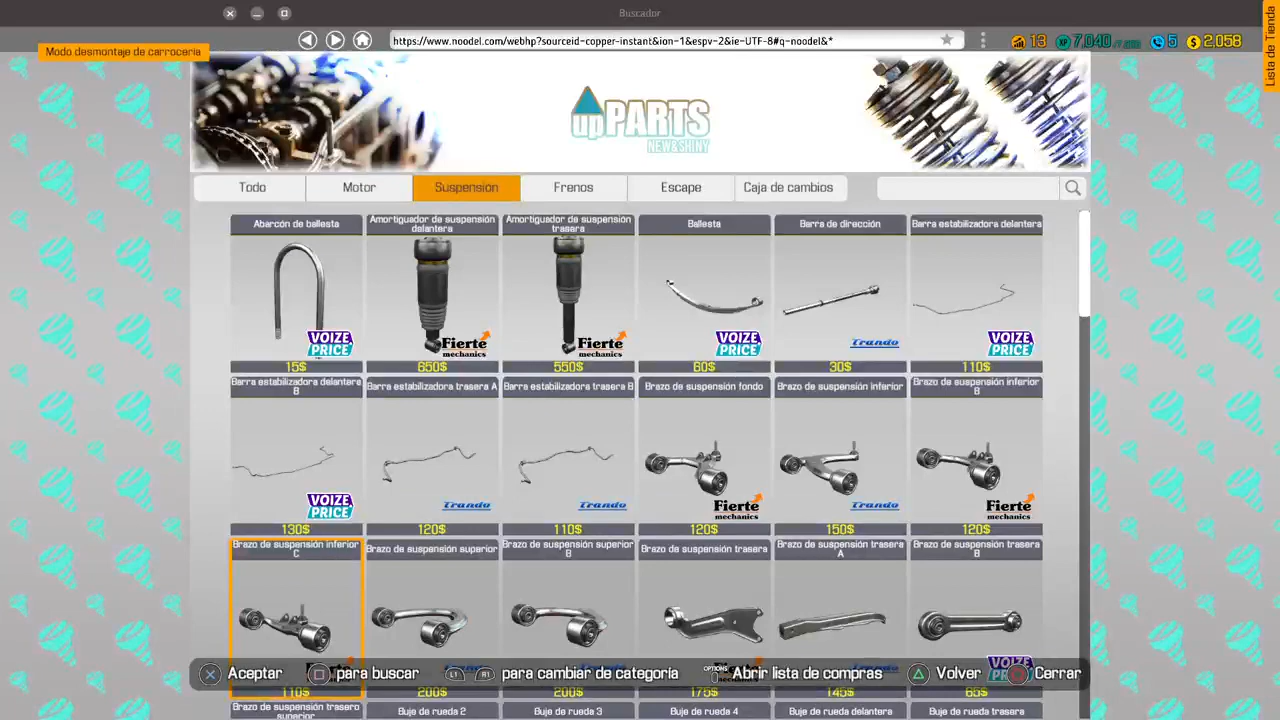 Buscador
https://www.noodel.com/webhp?sourceid-copper-instant&ion-1&espv-2&ie-UTF-8#q-noodel&*
Modo desmontaje de carrocería
13
7,040
5
2,058
Lista de Tienda
upPARTS
NEW&SHINY
Todo
Motor
Suspensión
Frenos
Escape
Caja de cambios
Abarcón de ballesta
Amortiguador de suspensión delantera
Amortiguador de suspensión trasera
Ballesta
Barra de dirección
Barra estabilizadora delantera
VOIZE PRICE
Fierte mechanics
Fierte mechanics
VOIZE PRICE
Trando
VOIZE PRICE
15$
650$
550$
60$
30$
110$
Barra estabilizadora delantera B
Barra estabilizadora trasera A
Barra estabilizadora trasera B
Brazo de suspensión fondo
Brazo de suspensión inferior
Brazo de suspensión inferior B
VOIZE PRICE
Trando
Trando
Fierte mechanics
Trando
Fierte mechanics
130$
120$
110$
120$
150$
120$
Brazo de suspensión inferior C
Brazo de suspensión superior
Brazo de suspensión superior B
Brazo de suspensión trasera
Brazo de suspensión trasera A
Brazo de suspensión trasera B
Aceptar
para buscar
L1 R1 para cambiar de categoría
OPTIONS Abrir lista de compras
Volver
Cerrar
110$
200$
200$
175$
145$
65$
Brazo de suspensión trasero superior
Buje de rueda 2
Buje de rueda 3
Buje de rueda 4
Buje de rueda delantera
Buje de rueda trasera